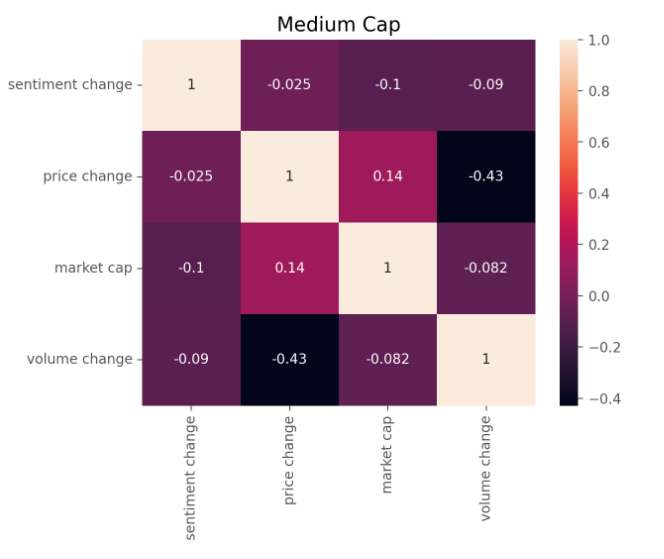 Medium Cap
sentiment change 1 -0.025 -0.1 -0.09
price change -0.025 1 0.14 -0.43
market cap -0.1 0.14 1 -0.082
volume change -0.09 -0.43 -0.082 1
sentiment change
price change
market cap
volume change
1.0
0.8
0.6
0.4
0.2
0.0
−0.2
−0.4